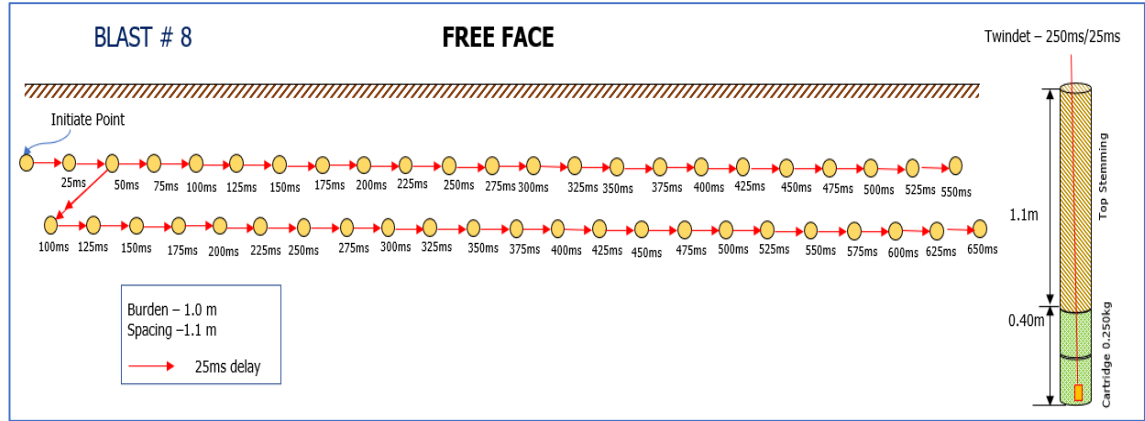 BLAST # 8
FREE FACE
Twindet – 250ms/25ms
Initiate Point
25ms 50ms 75ms 100ms 125ms 150ms 175ms 200ms 225ms 250ms 275ms 300ms 325ms 350ms 375ms 400ms 425ms 450ms 475ms 500ms 525ms 550ms
100ms 125ms 150ms 175ms 200ms 225ms 250ms 275ms 300ms 325ms 350ms 375ms 400ms 425ms 450ms 475ms 500ms 525ms 550ms 575ms 600ms 625ms 650ms
Burden – 1.0 m
Spacing –1.1 m
25ms delay
1.1m
Top Stemming
0.40m
Cartridge 0.250kg